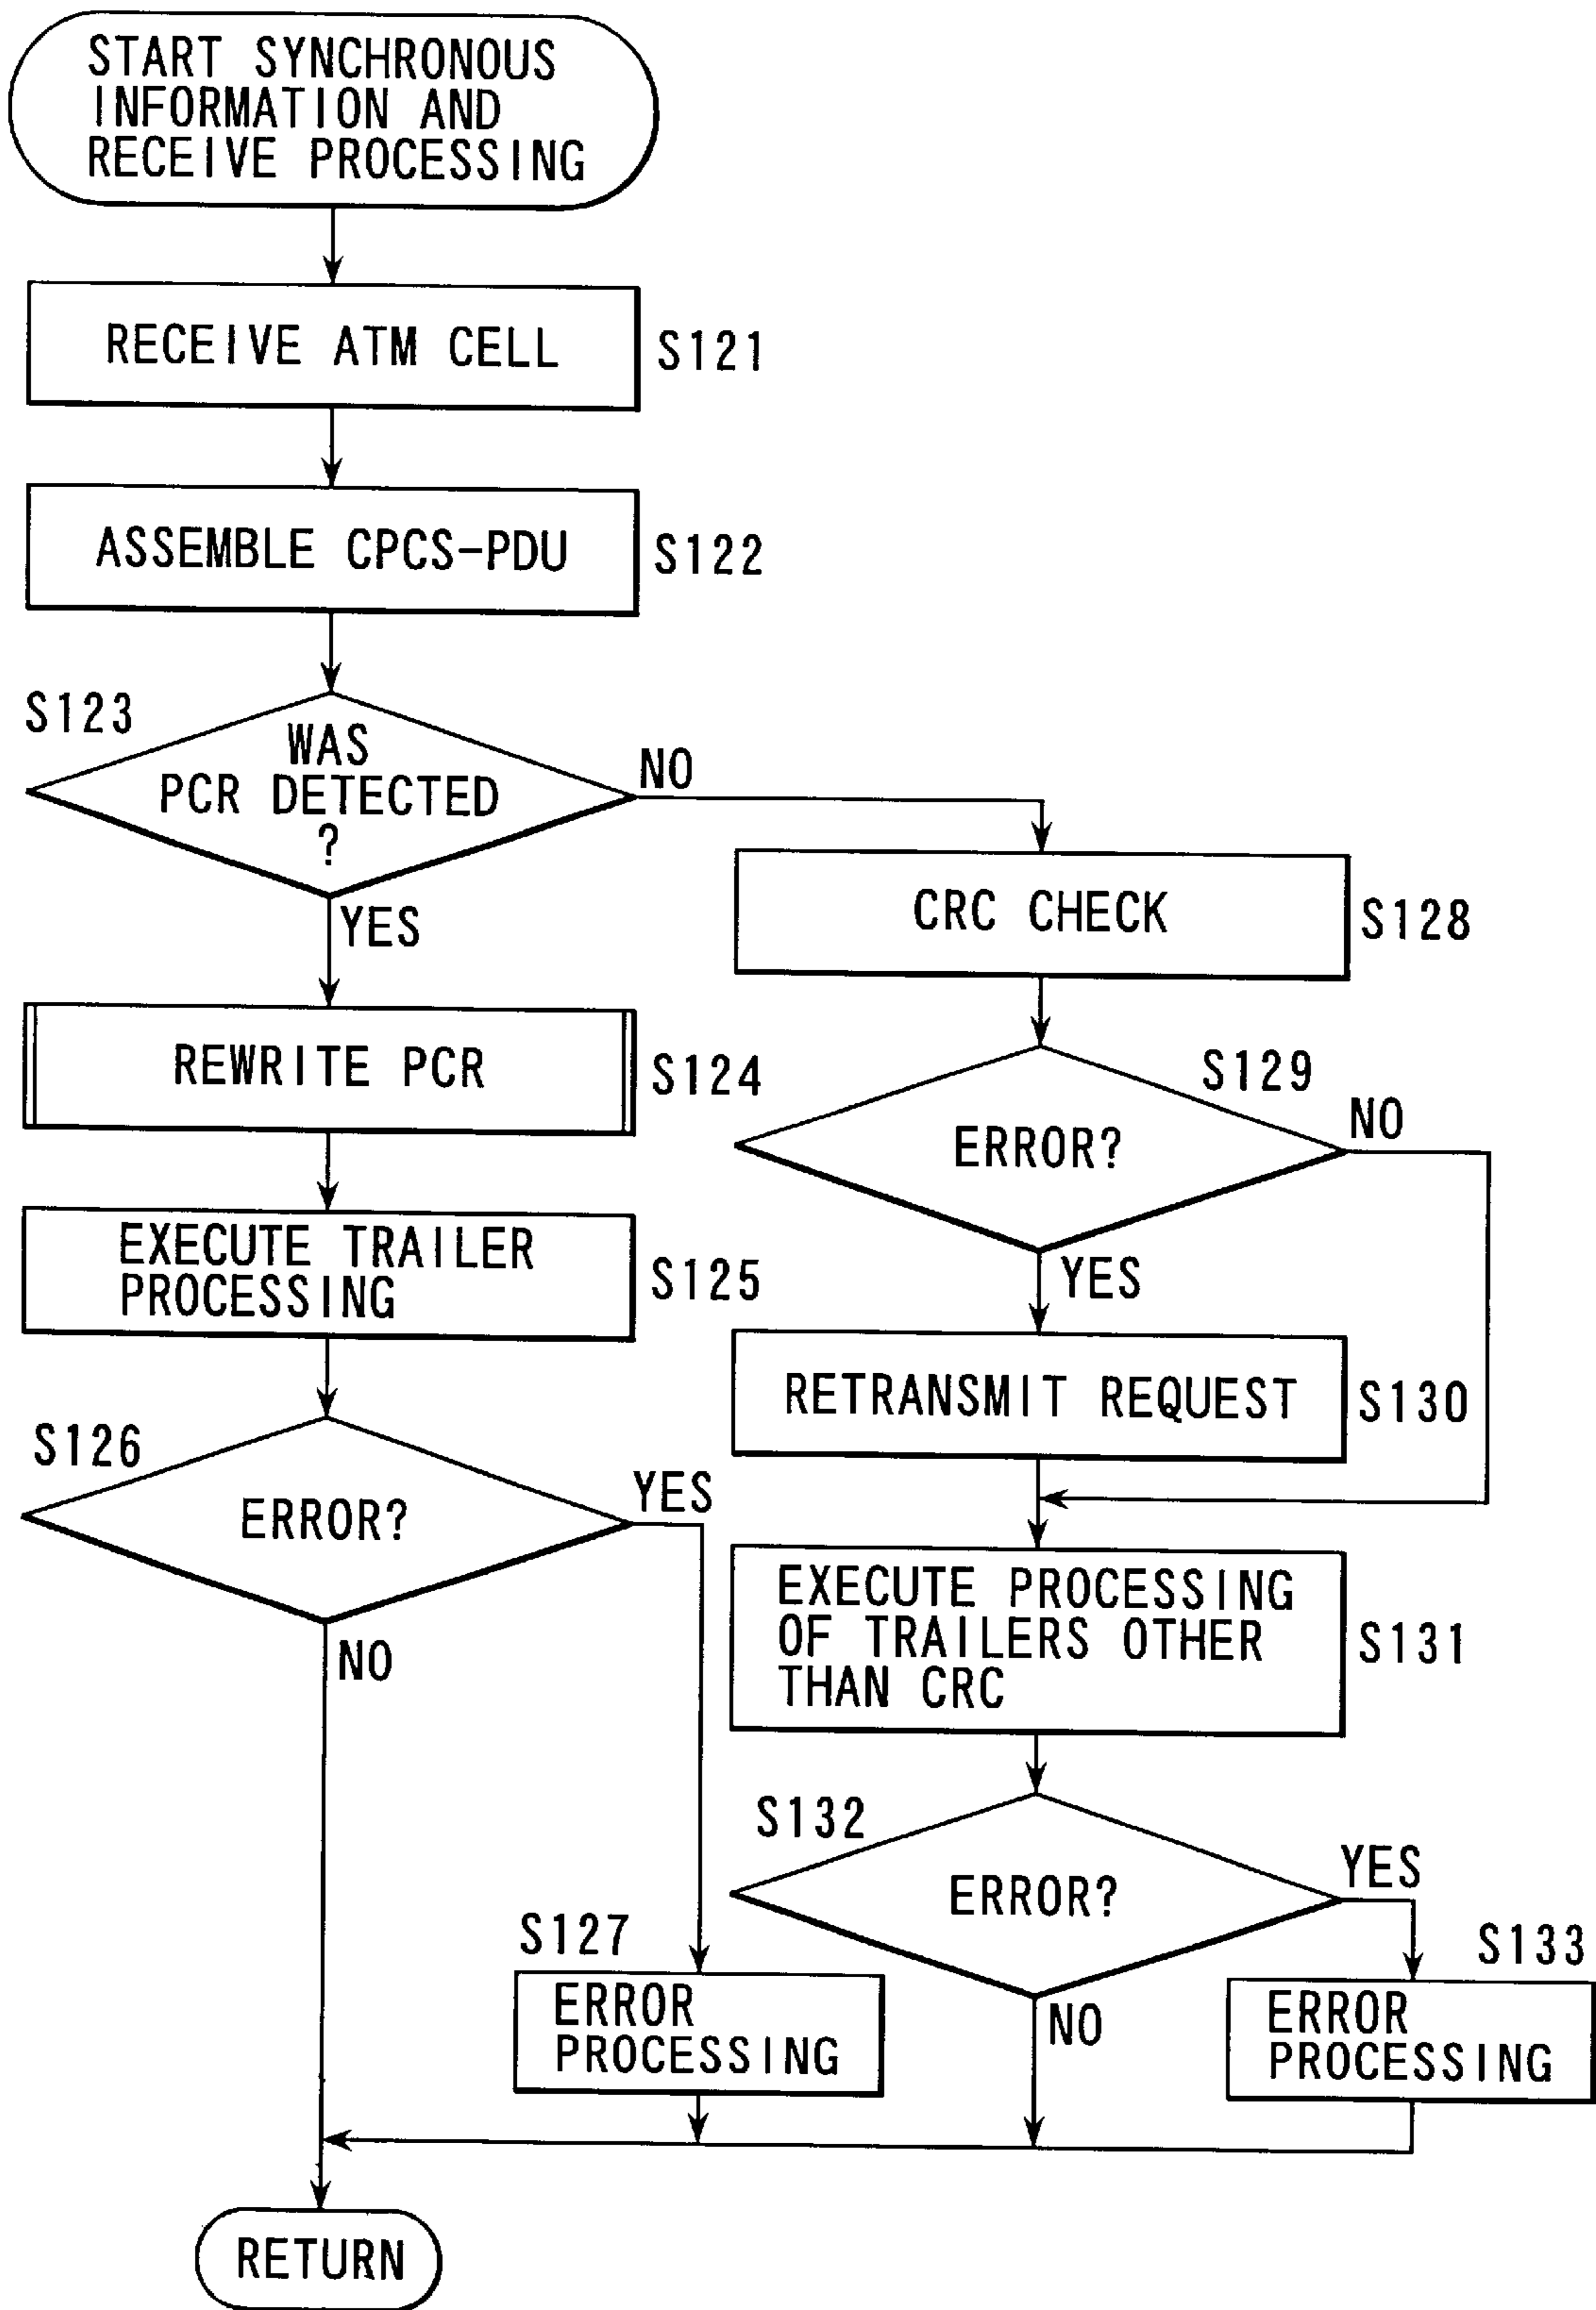 START SYNCHRONOUS
INFORMATION AND
RECEIVE PROCESSING
RECEIVE ATM CELL
S121
ASSEMBLE CPCS-PDU
S122
S123
WAS
PCR DETECTED
?
NO
YES
CRC CHECK
S128
REWRITE PCR
S124
S129
ERROR?
NO
YES
EXECUTE TRAILER
PROCESSING
S125
RETRANSMIT REQUEST
S130
S126
ERROR?
YES
NO
EXECUTE PROCESSING
OF TRAILERS OTHER
THAN CRC
S131
S132
ERROR?
YES
NO
S127
ERROR
PROCESSING
S133
ERROR
PROCESSING
RETURN